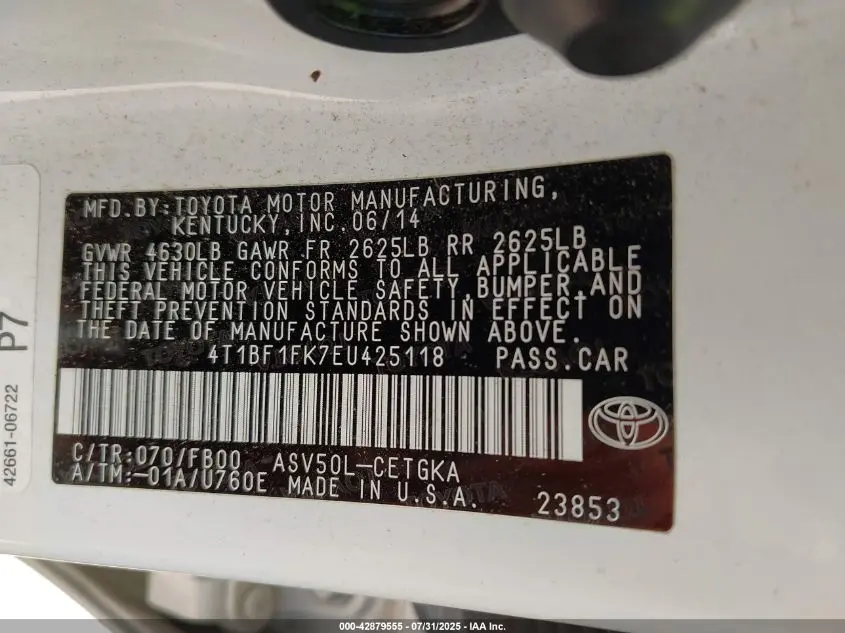 MFD.BY:TOYOTA MOTOR MANUFACTURING,
KENTUCKY,INC.06/14
GVWR 4630LB GAWR FR 2625LB RR 2625LB
THIS VEHICLE CONFORMS TO ALL APPLICABLE
FEDERAL MOTOR VEHICLE SAFETY,BUMPER,AND
THEFT PREVENTION STANDARDS IN EFFECT ON
THE DATE OF MANUFACTURE SHOWN ABOVE.
4T1BF1FK7EU425118 PASS.CAR
C/TR:070/FB00 ASV50L-CETGKA
A/TM:-01A/U760E MADE IN U.S.A.
23853
P7
42661-06722
000-42879555 - 07/31/2025 - IAA Inc.